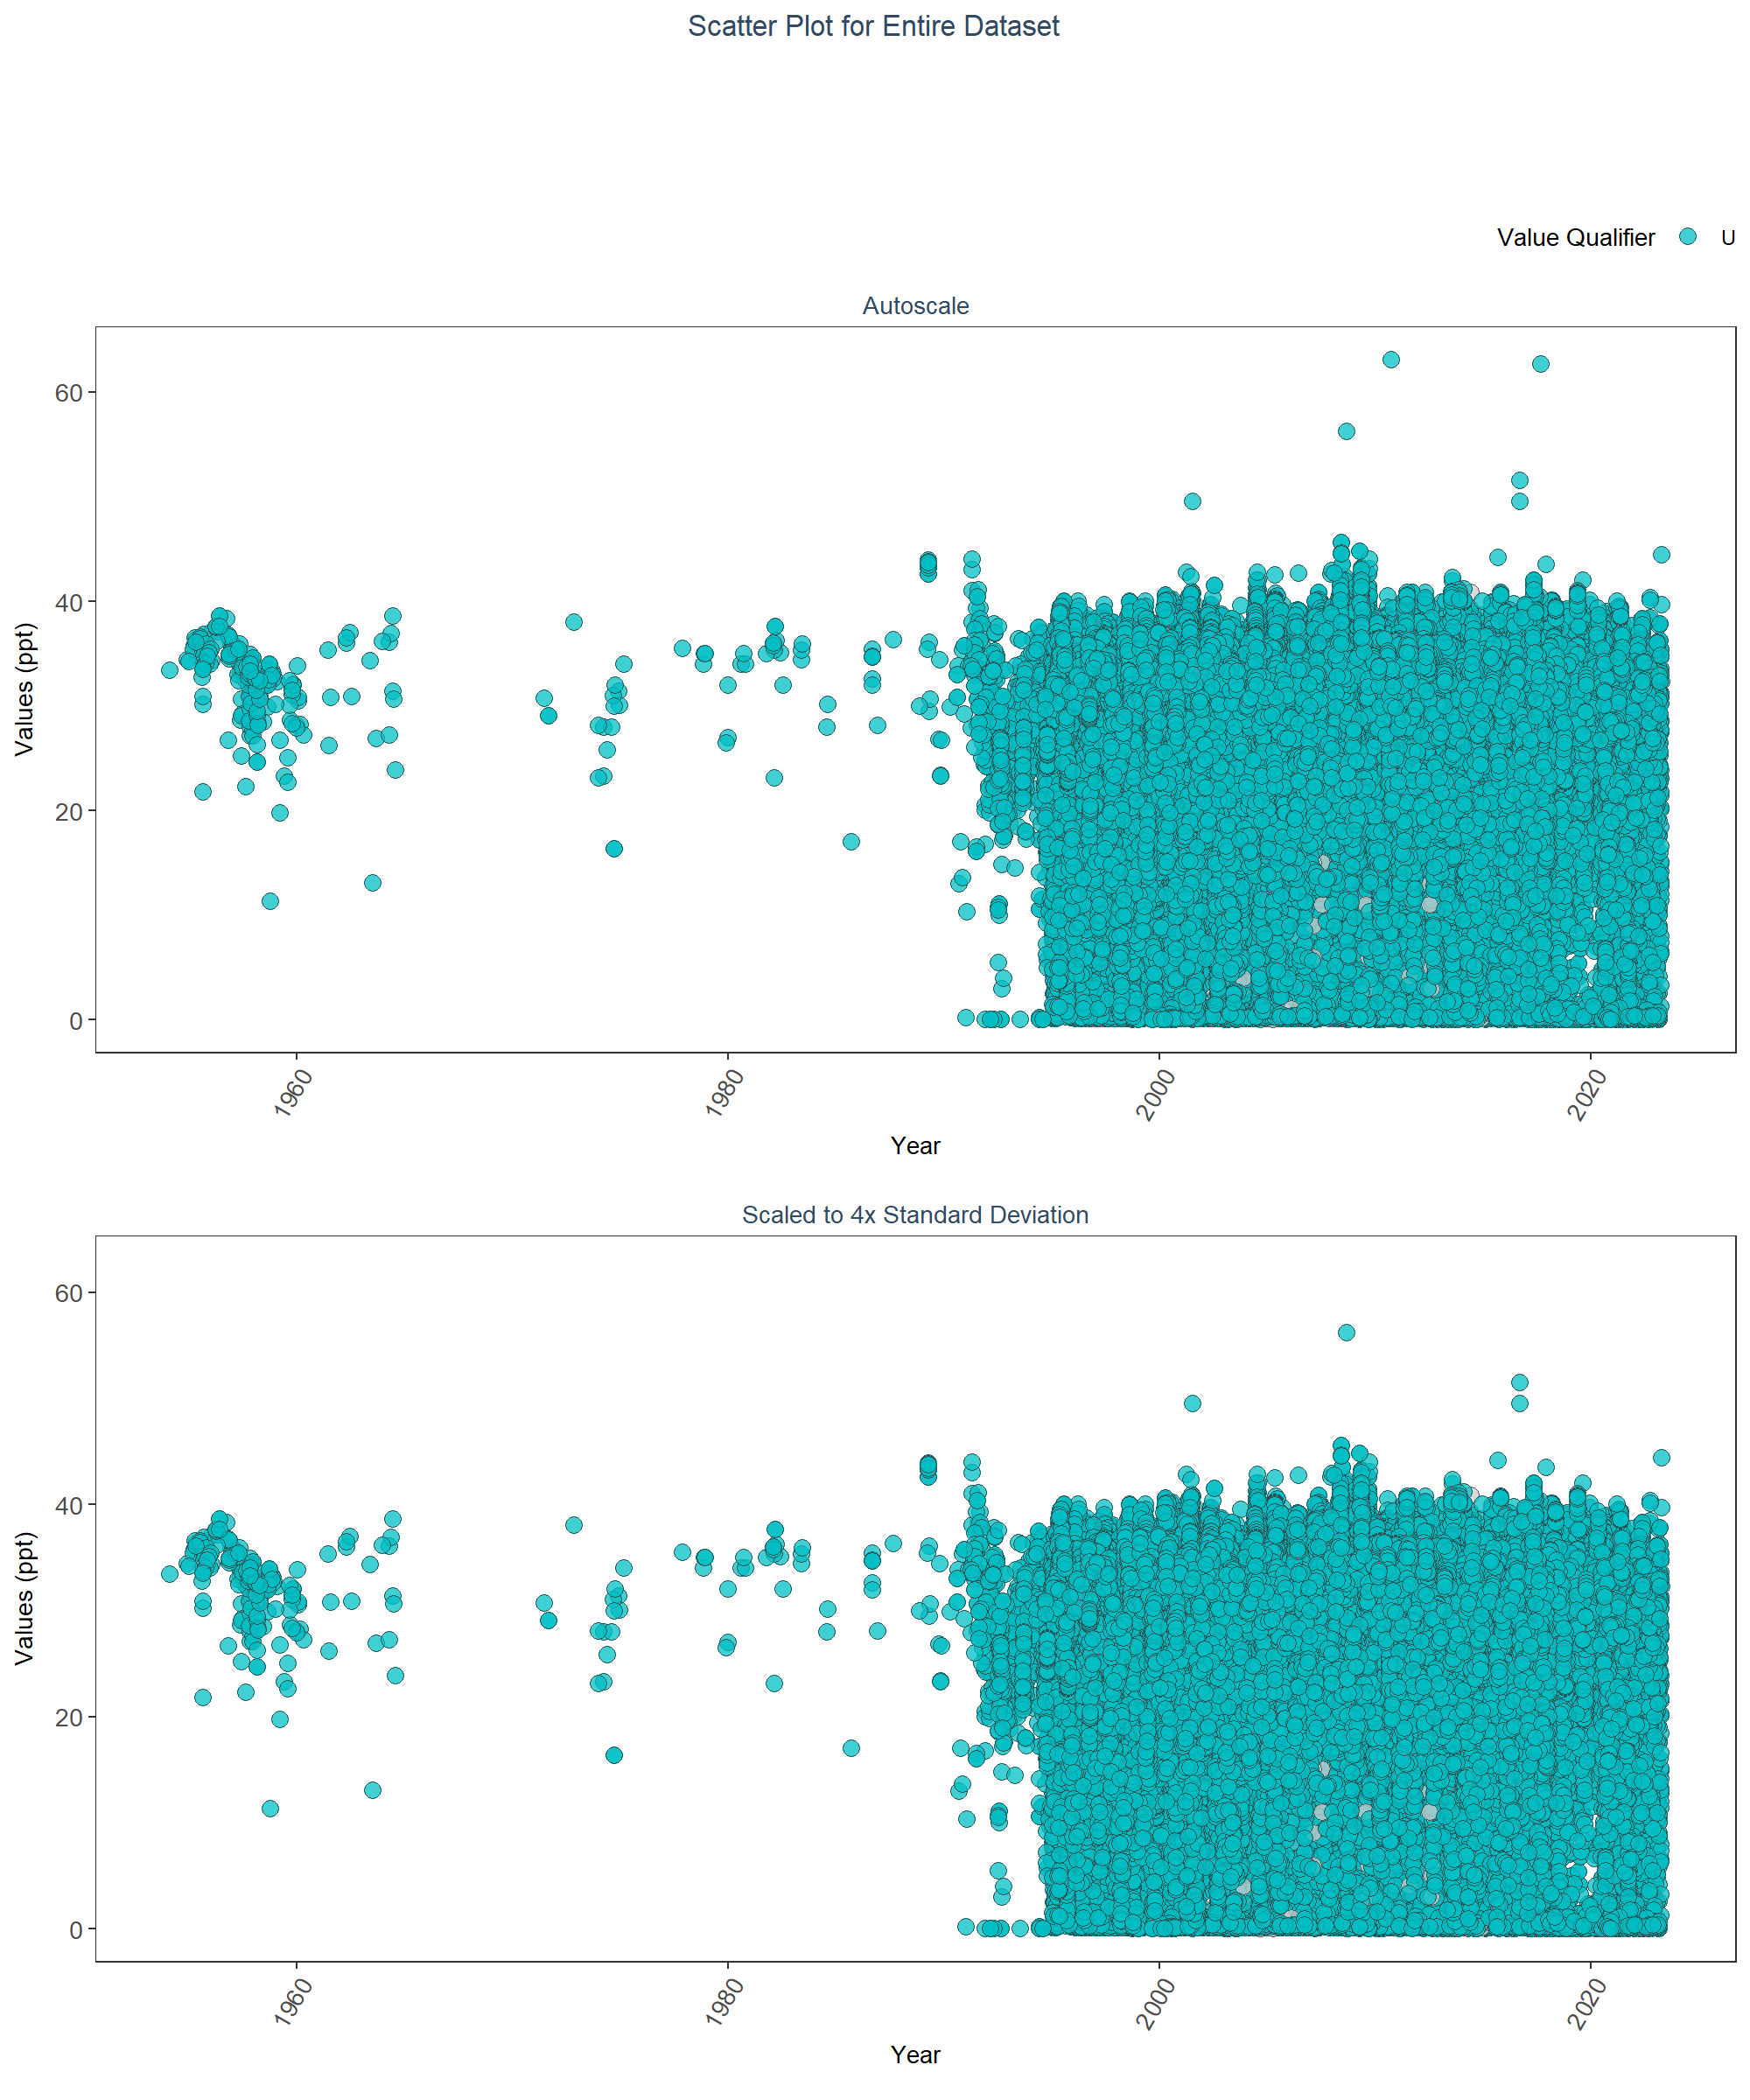 Scatter Plot for Entire Dataset
Value Qualifier U
Autoscale
60
40
20
0
Values (ppt)
1960 1980 2000 2020
Year
Scaled to 4x Standard Deviation
60
40
20
0
Values (ppt)
1960 1980 2000 2020
Year